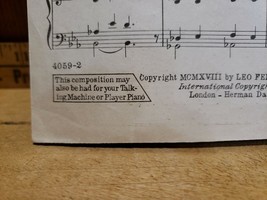 4059-2
This composition may
also be had for your Talk-
ing Machine or Player Piano
Copyright MCMXVIII by LEO FE
International Copyrig
London - Herman Da